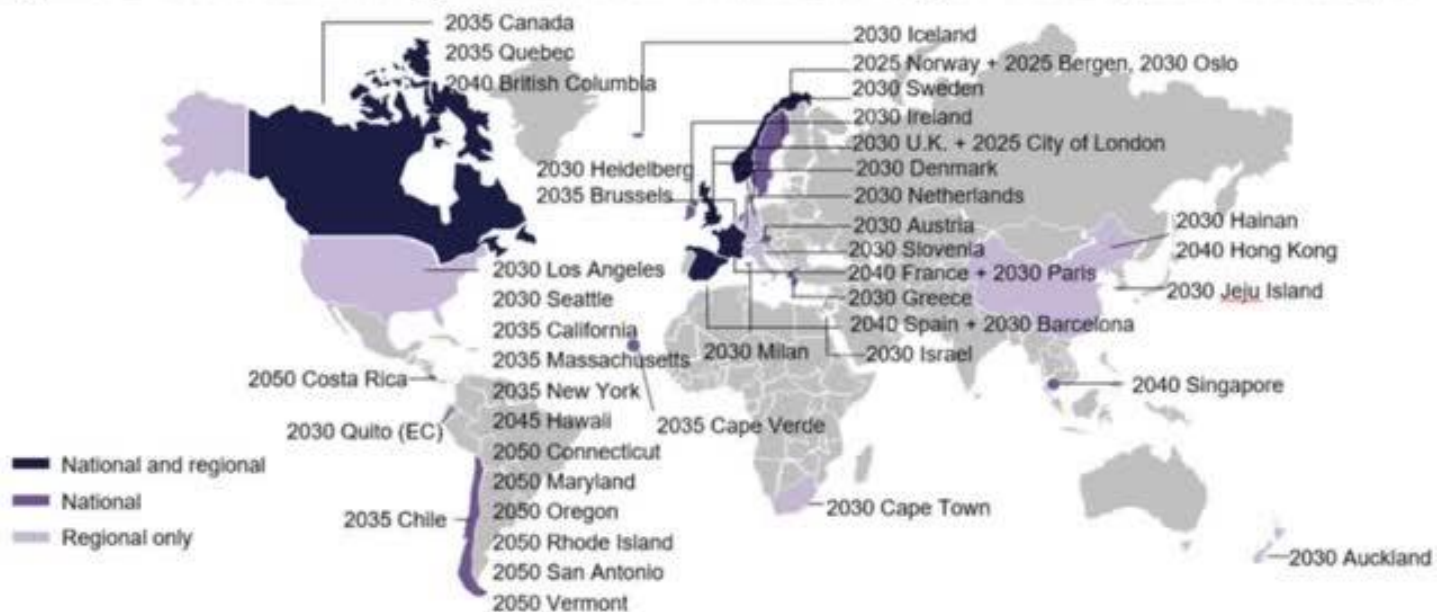 2035 Canada
2035 Quebec
2040 British Columbia
2030 Iceland
2025 Norway + 2025 Bergen, 2030 Oslo
2030 Sweden
2030 Ireland
2030 U.K. + 2025 City of London
2030 Denmark
2030 Netherlands
2030 Heidelberg
2035 Brussels
2030 Austria
2030 Slovenia
2040 France + 2030 Paris
2030 Greece
2040 Spain + 2030 Barcelona
2030 Milan
2030 Israel
2030 Hainan
2040 Hong Kong
2030 Jeju Island
2040 Singapore
2030 Los Angeles
2030 Seattle
2035 California
2035 Massachusetts
2035 New York
2045 Hawaii
2050 Connecticut
2050 Maryland
2050 Oregon
2050 Rhode Island
2050 San Antonio
2050 Vermont
2050 Costa Rica
2030 Quito (EC)
2035 Chile
2035 Cape Verde
2030 Cape Town
2030 Auckland
National and regional
National
Regional only